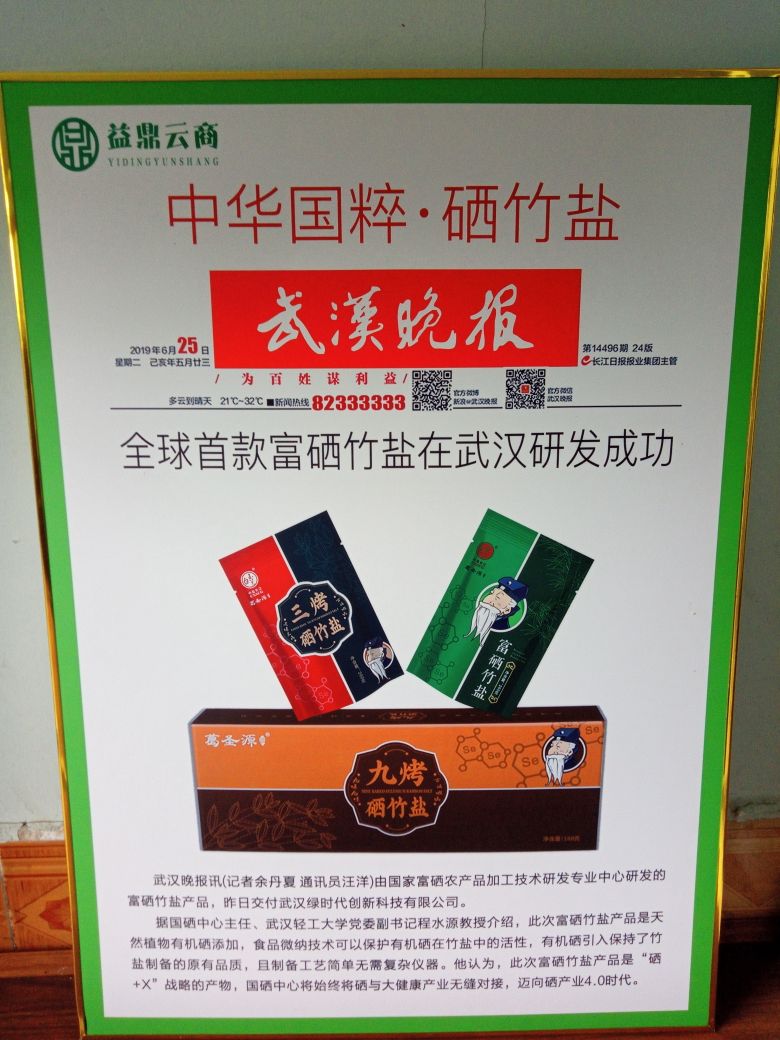 益鼎云商
YIDINGYUNSHANG
中华国粹·硒竹盐
武漢晚报
2019年6月25日
星期二 己亥年五月廿三
第14496期 24版
长江日报报业集团主管
/为百姓谋利益/
多云到晴天 21℃~32℃ ■新闻热线 82333333
官方微博
新浪@武汉晚报
官方微信
武汉晚报
全球首款富硒竹盐在武汉研发成功
三烤
硒竹盐
富硒竹盐
Se
葛圣源®
九烤
硒竹盐
Se
Se
净含量:188克
武汉晚报讯(记者余丹夏 通讯员汪洋)由国家富硒农产品加工技术研发专业中心研发的
富硒竹盐产品，昨日交付武汉绿时代创新科技有限公司。
据国硒中心主任、武汉轻工大学党委副书记程水源教授介绍，此次富硒竹盐产品是天
然植物有机硒添加，食品微纳技术可以保护有机硒在竹盐中的活性，有机硒引入保持了竹
盐制备的原有品质，且制备工艺简单无需复杂仪器。他认为，此次富硒竹盐产品是“硒
+X”战略的产物，国硒中心将始终将硒与大健康产业无缝对接，迈向硒产业4.0时代。